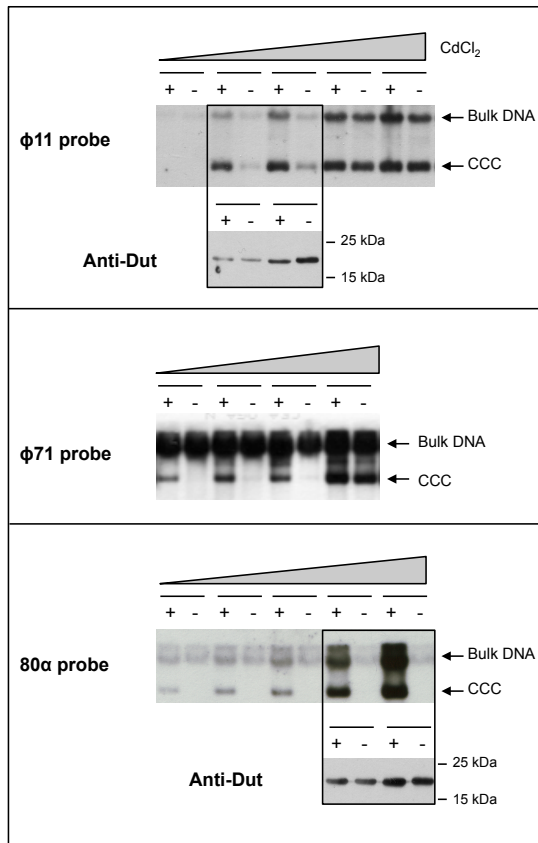 CdCl₂
+ - + - + - + - + -
Bulk DNA
ϕ11 probe
CCC
+ - + -
25 kDa
Anti-Dut
15 kDa
+ - + - + - + -
Bulk DNA
ϕ71 probe
CCC
+ - + - + - + - + -
Bulk DNA
80α probe
CCC
+ - + -
25 kDa
Anti-Dut
15 kDa